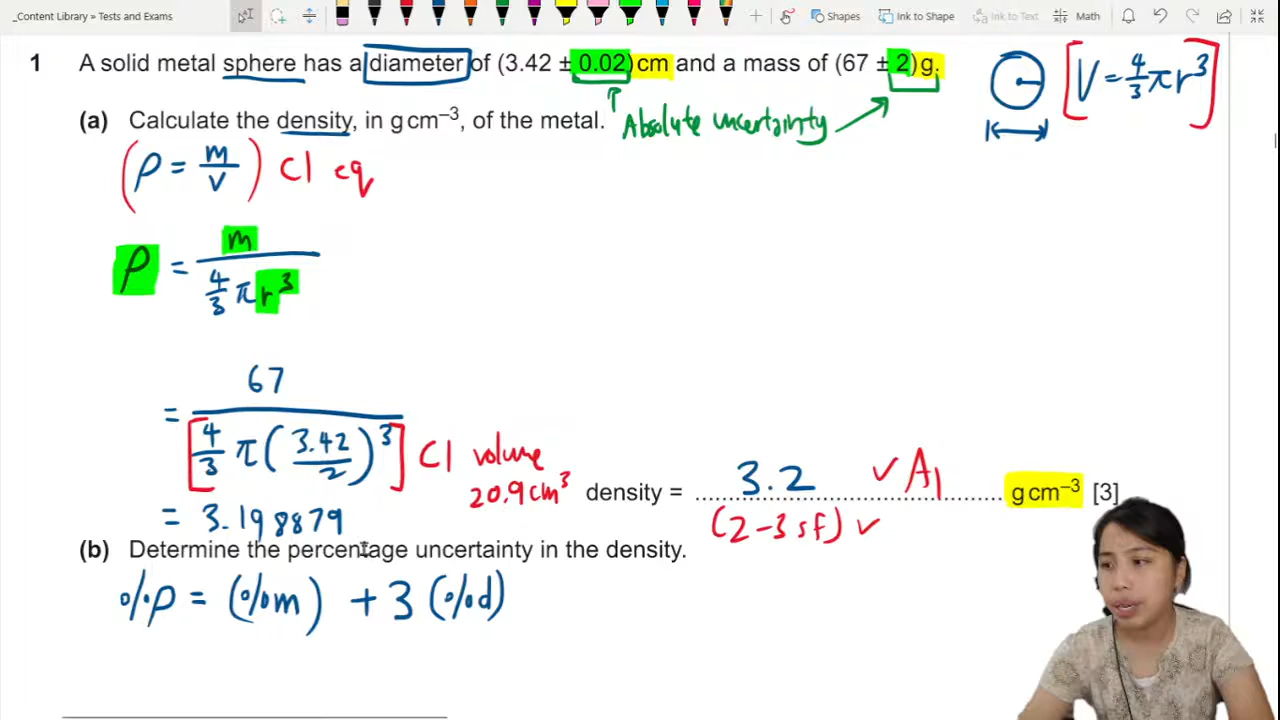 _Content Library » Tests and Exams
Shapes
Ink to Shape
Ink to Text
Math
1 A solid metal sphere has a diameter of (3.42 ± 0.02) cm and a mass of (67 ± 2) g.
V = 4/3 πr³
(a) Calculate the density, in g cm⁻³, of the metal.
Absolute uncertainty
(ρ = m/v) C1 eq
ρ = m / (4/3 π r³)
= 67 / [4/3 π (3.42/2)³] C1 volume
20.9 cm³
density = 3.2 ✓ A1 g cm⁻³ [3]
(2-3 sf) ✓
= 3.198879
(b) Determine the percentage uncertainty in the density.
%ρ = (%m) + 3 (%d)